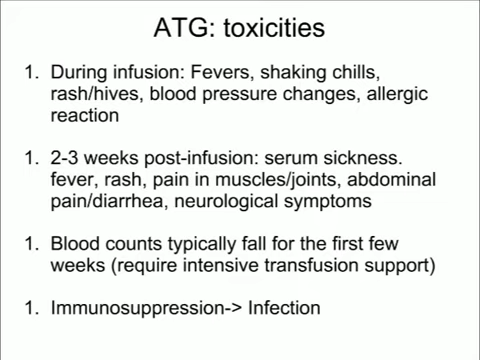 ATG: toxicities
1. During infusion: Fevers, shaking chills,
rash/hives, blood pressure changes, allergic
reaction
1. 2-3 weeks post-infusion: serum sickness.
fever, rash, pain in muscles/joints, abdominal
pain/diarrhea, neurological symptoms
1. Blood counts typically fall for the first few
weeks (require intensive transfusion support)
1. Immunosuppression-> Infection